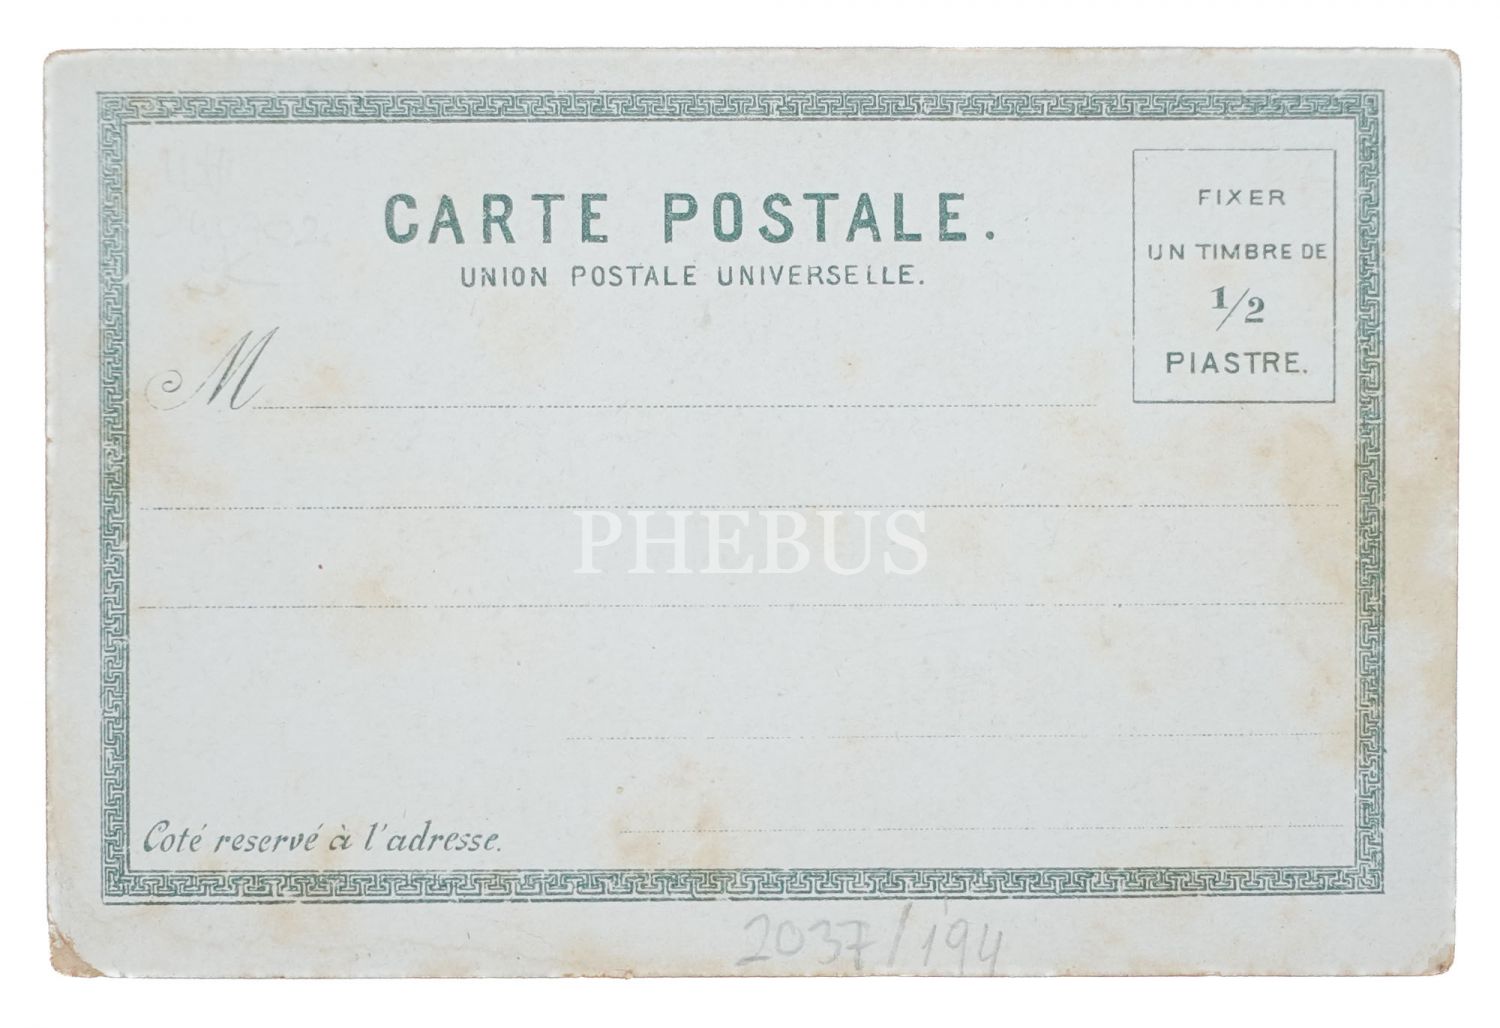 CARTE POSTALE.
UNION POSTALE UNIVERSELLE.
FIXER
UN TIMBRE DE
1/2
PIASTRE.
M
PHEBUS
Coté reservé à l'adresse.
2037/194